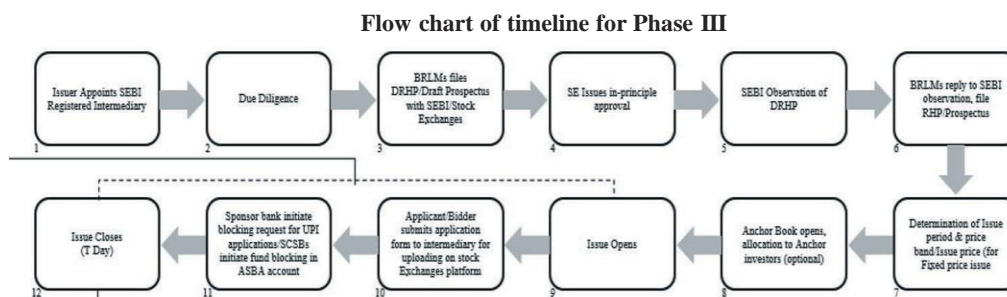 Flow chart of timeline for Phase III
Issuer Appoints SEBI
Registered Intermediary
1
Due Diligence
2
BRLMs files
DRHP/Draft Prospectus
with SEBI/Stock
Exchanges
3
SE Issues in-principle
approval
4
SEBI Observation of
DRHP
5
BRLMs reply to SEBI
observation, file
RHP/Prospectus
6
Determination of Issue
period & price
band/Issue price (for
Fixed price issue
7
Anchor Book opens,
allocation to Anchor
investors (optional)
8
Issue Opens
9
Applicant/Bidder
submits application
form to intermediary for
uploading on stock
Exchanges platform
10
Sponsor bank initiate
blocking request for UPI
applications/SCSBs
initiate fund blocking in
ASBA account
11
Issue Closes
(T Day)
12